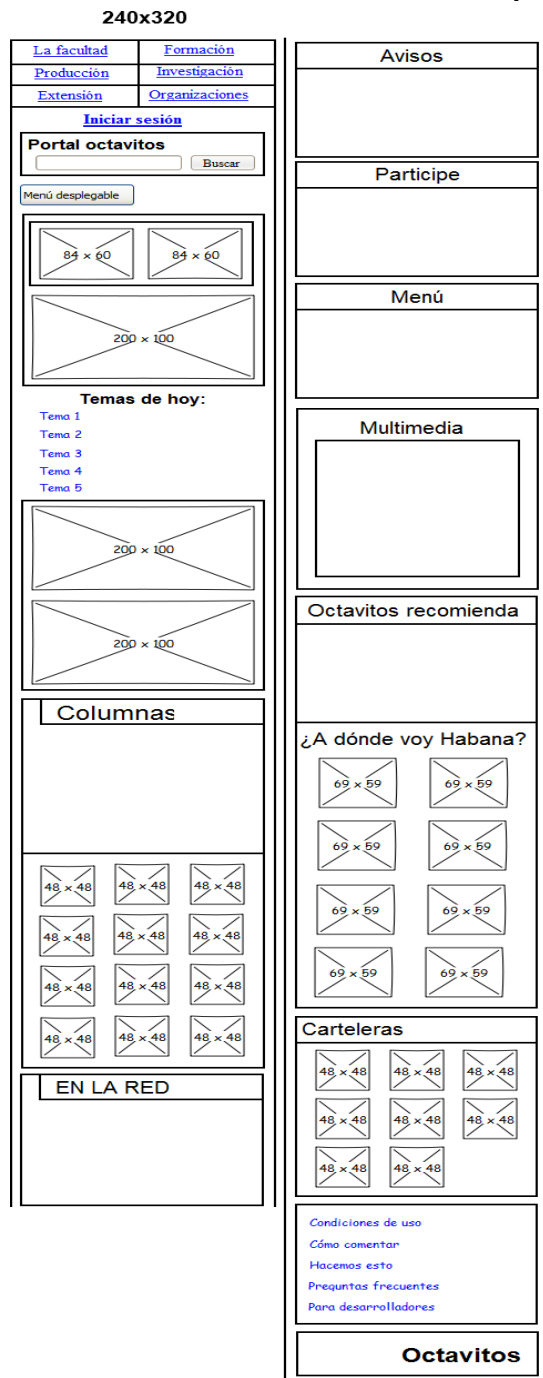 240x320
La facultad Formación
Producción Investigación
Extensión Organizaciones
Iniciar sesión
Portal octavitos
Buscar
Menú desplegable
84 x 60 84 x 60
200 x 100
Temas de hoy:
Tema 1
Tema 2
Tema 3
Tema 4
Tema 5
200 x 100
200 x 100
Columnas
48 x 48 48 x 48 48 x 48
48 x 48 48 x 48 48 x 48
48 x 48 48 x 48 48 x 48
48 x 48 48 x 48 48 x 48
EN LA RED
Avisos
Participe
Menú
Multimedia
Octavitos recomienda
¿A dónde voy Habana?
69 x 59 69 x 59
69 x 59 69 x 59
69 x 59 69 x 59
69 x 59 69 x 59
Carteleras
48 x 48 48 x 48 48 x 48
48 x 48 48 x 48 48 x 48
48 x 48 48 x 48
Condiciones de uso
Cómo comentar
Hacemos esto
Preguntas frecuentes
Para desarrolladores
Octavitos